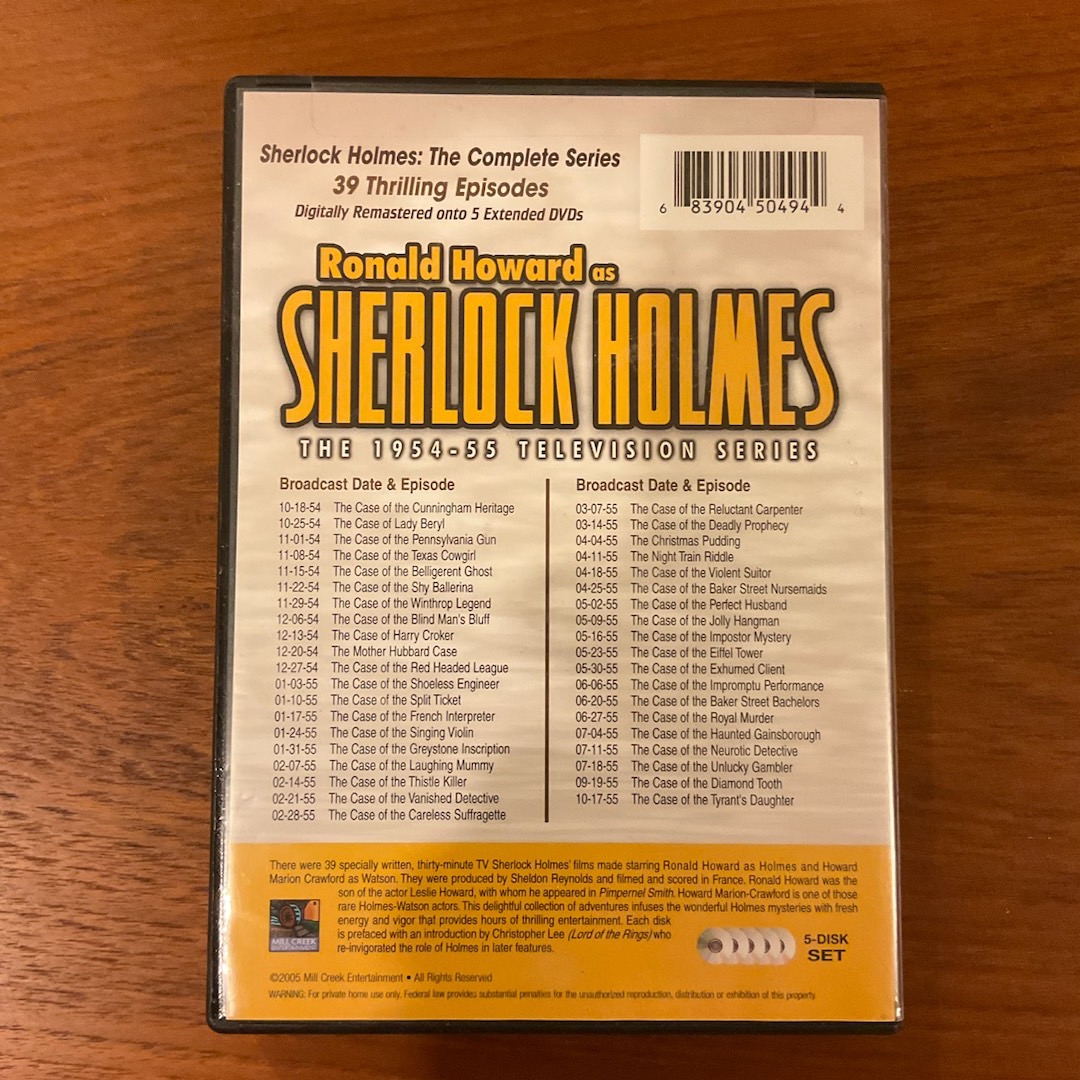 Sherlock Holmes: The Complete Series
39 Thrilling Episodes
Digitally Remastered onto 5 Extended DVDs
6 83904 50494 4
Ronald Howard as
SHERLOCK HOLMES
THE 1954-55 TELEVISION SERIES
Broadcast Date & Episode
10-18-54 The Case of the Cunningham Heritage
10-25-54 The Case of Lady Beryl
11-01-54 The Case of the Pennsylvania Gun
11-08-54 The Case of the Texas Cowgirl
11-15-54 The Case of the Belligerent Ghost
11-22-54 The Case of the Shy Ballerina
11-29-54 The Case of the Winthrop Legend
12-06-54 The Case of the Blind Man's Bluff
12-13-54 The Case of Harry Croker
12-20-54 The Mother Hubbard Case
12-27-54 The Case of the Red Headed League
01-03-55 The Case of the Shoeless Engineer
01-10-55 The Case of the Split Ticket
01-17-55 The Case of the French Interpreter
01-24-55 The Case of the Singing Violin
01-31-55 The Case of the Greystone Inscription
02-07-55 The Case of the Laughing Mummy
02-14-55 The Case of the Thistle Killer
02-21-55 The Case of the Vanished Detective
02-28-55 The Case of the Careless Suffragette
Broadcast Date & Episode
03-07-55 The Case of the Reluctant Carpenter
03-14-55 The Case of the Deadly Prophecy
04-04-55 The Christmas Pudding
04-11-55 The Night Train Riddle
04-18-55 The Case of the Violent Suitor
04-25-55 The Case of the Baker Street Nursemaids
05-02-55 The Case of the Perfect Husband
05-09-55 The Case of the Jolly Hangman
05-16-55 The Case of the Impostor Mystery
05-23-55 The Case of the Eiffel Tower
05-30-55 The Case of the Exhumed Client
06-06-55 The Case of the Impromptu Performance
06-20-55 The Case of the Baker Street Bachelors
06-27-55 The Case of the Royal Murder
07-04-55 The Case of the Haunted Gainsborough
07-11-55 The Case of the Neurotic Detective
07-18-55 The Case of the Unlucky Gambler
09-19-55 The Case of the Diamond Tooth
10-17-55 The Case of the Tyrant's Daughter
There were 39 specially written, thirty-minute TV Sherlock Holmes' films made starring Ronald Howard as Holmes and Howard
Marion Crawford as Watson. They were produced by Sheldon Reynolds and filmed and scored in France. Ronald Howard was the
son of the actor Leslie Howard, with whom he appeared in Pimpernel Smith. Howard Marion-Crawford is one of those
rare Holmes-Watson actors. This delightful collection of adventures infuses the wonderful Holmes mysteries with fresh
energy and vigor that provides hours of thrilling entertainment. Each disk
is prefaced with an introduction by Christopher Lee (Lord of the Rings) who
re-invigorated the role of Holmes in later features.
MILL CREEK
ENTERTAINMENT
5-DISK
SET
©2005 Mill Creek Entertainment • All Rights Reserved
WARNING: For private home use only. Federal law provides substantial penalties for the unauthorized reproduction, distribution or exhibition of this property.